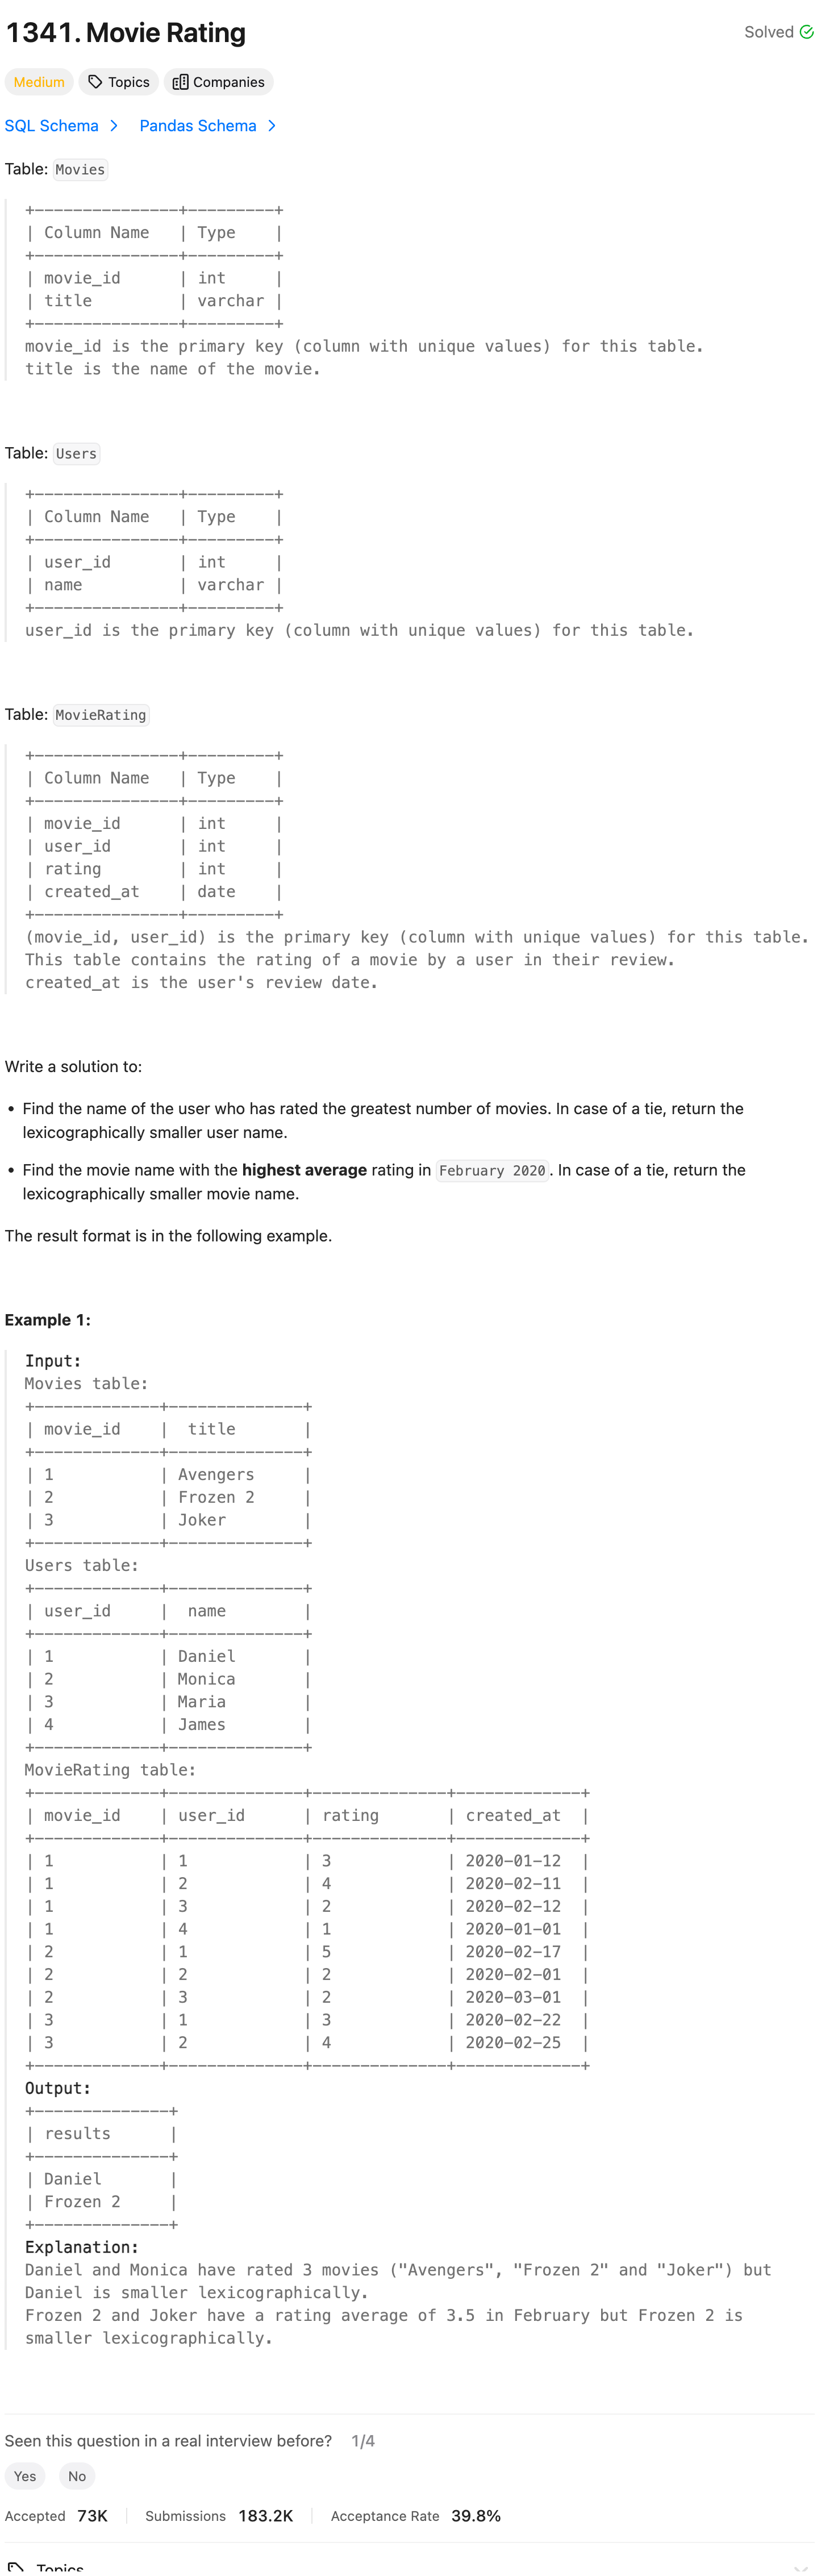 1341. Movie Rating
Solved
Medium
Topics
Companies
SQL Schema
Pandas Schema
Table: Movies
+---------------+---------+
| Column Name   | Type    |
+---------------+---------+
| movie_id      | int     |
| title         | varchar |
+---------------+---------+
movie_id is the primary key (column with unique values) for this table.
title is the name of the movie.
Table: Users
+---------------+---------+
| Column Name   | Type    |
+---------------+---------+
| user_id       | int     |
| name          | varchar |
+---------------+---------+
user_id is the primary key (column with unique values) for this table.
Table: MovieRating
+---------------+---------+
| Column Name   | Type    |
+---------------+---------+
| movie_id      | int     |
| user_id       | int     |
| rating        | int     |
| created_at    | date    |
+---------------+---------+
(movie_id, user_id) is the primary key (column with unique values) for this table.
This table contains the rating of a movie by a user in their review.
created_at is the user's review date.
Write a solution to:
• Find the name of the user who has rated the greatest number of movies. In case of a tie, return the
lexicographically smaller user name.
• Find the movie name with the highest average rating in February 2020. In case of a tie, return the
lexicographically smaller movie name.
The result format is in the following example.
Example 1:
Input:
Movies table:
+-------------+--------------+
| movie_id    |  title       |
+-------------+--------------+
| 1           | Avengers     |
| 2           | Frozen 2     |
| 3           | Joker        |
+-------------+--------------+
Users table:
+-------------+--------------+
| user_id     |  name        |
+-------------+--------------+
| 1           | Daniel       |
| 2           | Monica       |
| 3           | Maria        |
| 4           | James        |
+-------------+--------------+
MovieRating table:
+-------------+--------------+--------------+-------------+
| movie_id    | user_id      | rating       | created_at  |
+-------------+--------------+--------------+-------------+
| 1           | 1            | 3            | 2020-01-12  |
| 1           | 2            | 4            | 2020-02-11  |
| 1           | 3            | 2            | 2020-02-12  |
| 1           | 4            | 1            | 2020-01-01  |
| 2           | 1            | 5            | 2020-02-17  |
| 2           | 2            | 2            | 2020-02-01  |
| 2           | 3            | 2            | 2020-03-01  |
| 3           | 1            | 3            | 2020-02-22  |
| 3           | 2            | 4            | 2020-02-25  |
+-------------+--------------+--------------+-------------+
Output:
+--------------+
| results      |
+--------------+
| Daniel       |
| Frozen 2     |
+--------------+
Explanation:
Daniel and Monica have rated 3 movies ("Avengers", "Frozen 2" and "Joker") but
Daniel is smaller lexicographically.
Frozen 2 and Joker have a rating average of 3.5 in February but Frozen 2 is
smaller lexicographically.
Seen this question in a real interview before? 1/4
Yes No
Accepted 73K Submissions 183.2K Acceptance Rate 39.8%
Topics